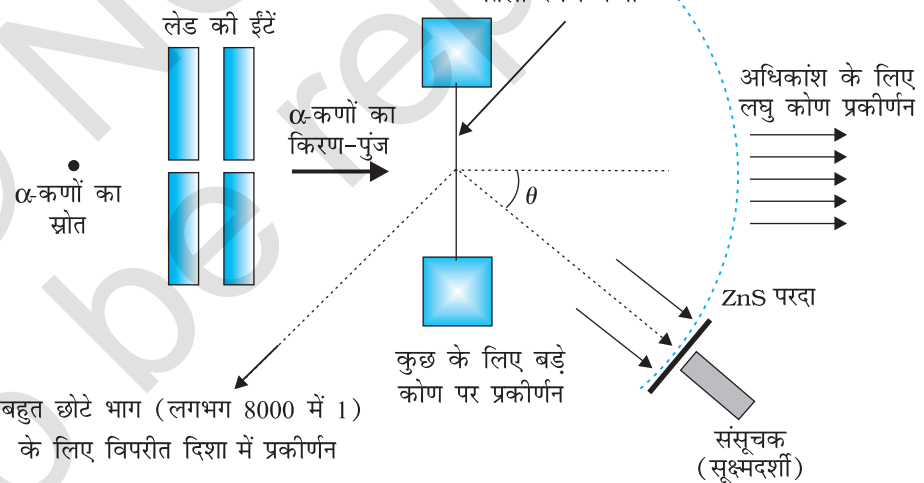 लेड की ईंटें
α-कणों का
स्रोत
α-कणों का
किरण-पुंज
θ
अधिकांश के लिए
लघु कोण प्रकीर्णन
ZnS परदा
कुछ के लिए बड़े
कोण पर प्रकीर्णन
बहुत छोटे भाग (लगभग 8000 में 1)
के लिए विपरीत दिशा में प्रकीर्णन
संसूचक
(सूक्ष्मदर्शी)